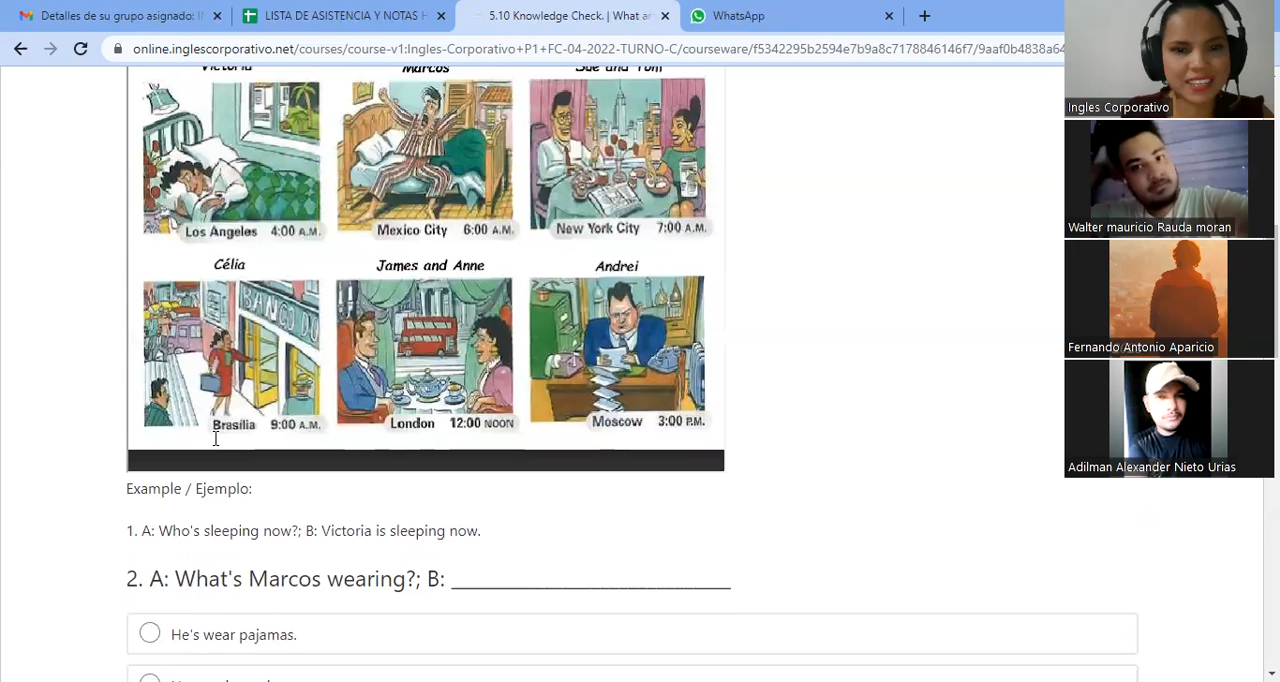 Detalles de su grupo asignado: I
LISTA DE ASISTENCIA Y NOTAS
5.10 Knowledge Check. | What ar
WhatsApp
online.inglescorporativo.net/courses/course-v1:Ingles-Corporativo+P1+FC-04-2022-TURNO-C/courseware/f5342295b2594e7b9a8c7178846146f7/9aaf0b4838a64
Victoria
Marcos
Sue and Tom
Los Angeles 4:00 A.M.
Mexico City 6:00 A.M.
New York City 7:00 A.M.
Célia
James and Anne
Andrei
BANCO DO
Brasília 9:00 A.M.
London 12:00 NOON
Moscow 3:00 P.M.
Example / Ejemplo:
1. A: Who's sleeping now?; B: Victoria is sleeping now.
2. A: What's Marcos wearing?; B: ____________________________
He's wear pajamas.
Ingles Corporativo
Walter mauricio Rauda moran
Fernando Antonio Aparicio
Adilman Alexander Nieto Urias